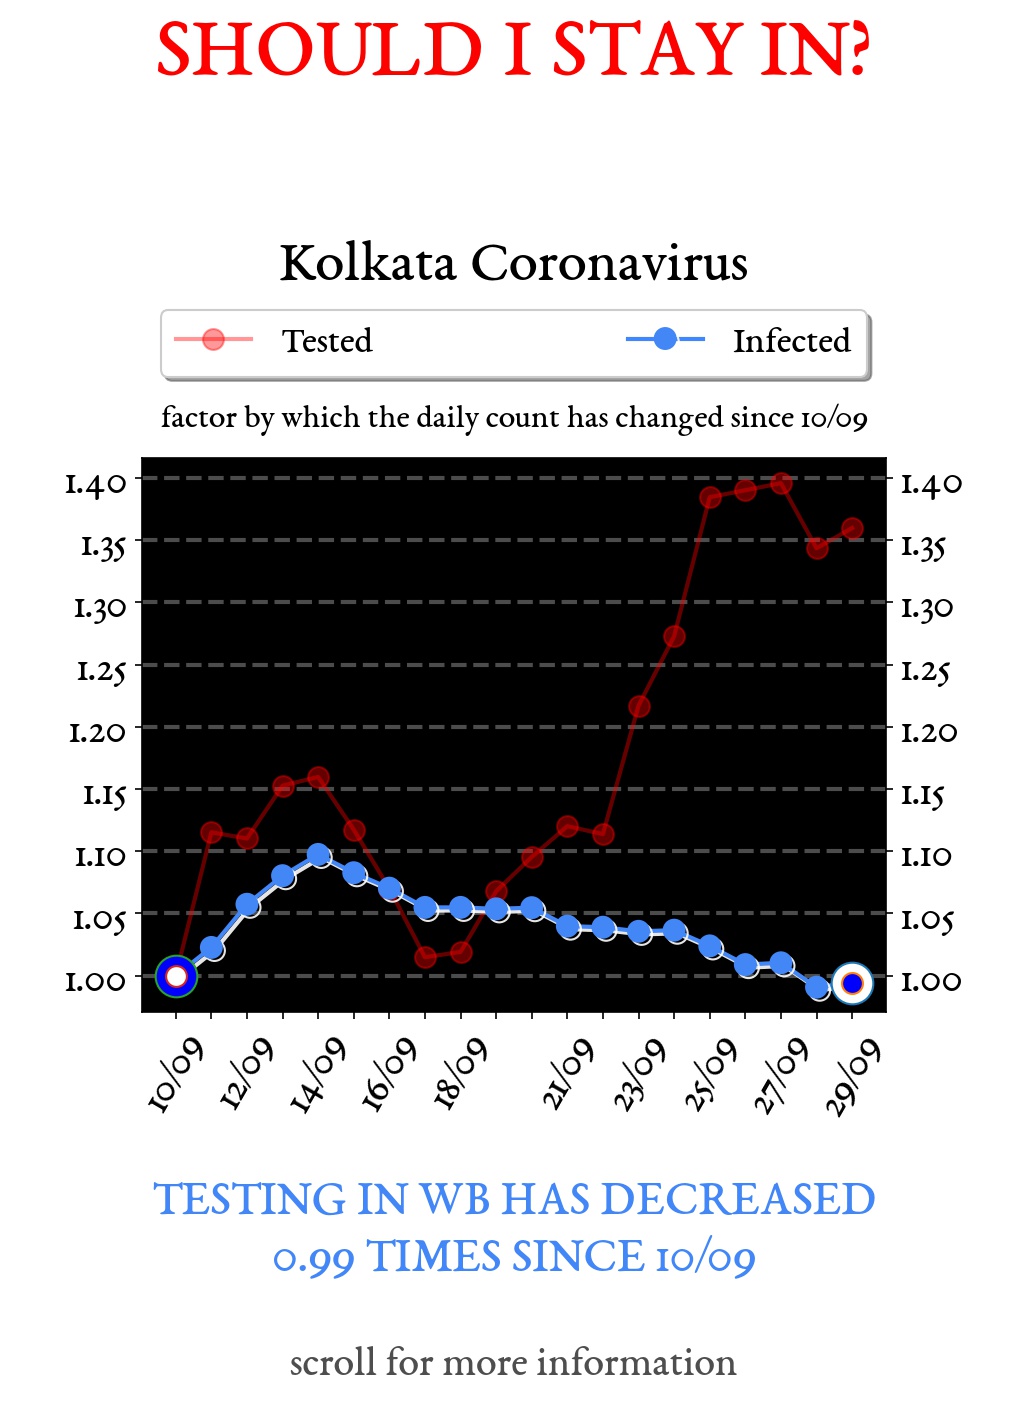 SHOULD I STAY IN?
Kolkata Coronavirus
Tested Infected
factor by which the daily count has changed since 10/09
1.40 1.40
1.35 1.35
1.30 1.30
1.25 1.25
1.20 1.20
1.15 1.15
1.10 1.10
1.05 1.05
1.00 1.00
10/09 12/09 14/09 16/09 18/09 21/09 23/09 25/09 27/09 29/09
TESTING IN WB HAS DECREASED
0.99 TIMES SINCE 10/09
scroll for more information